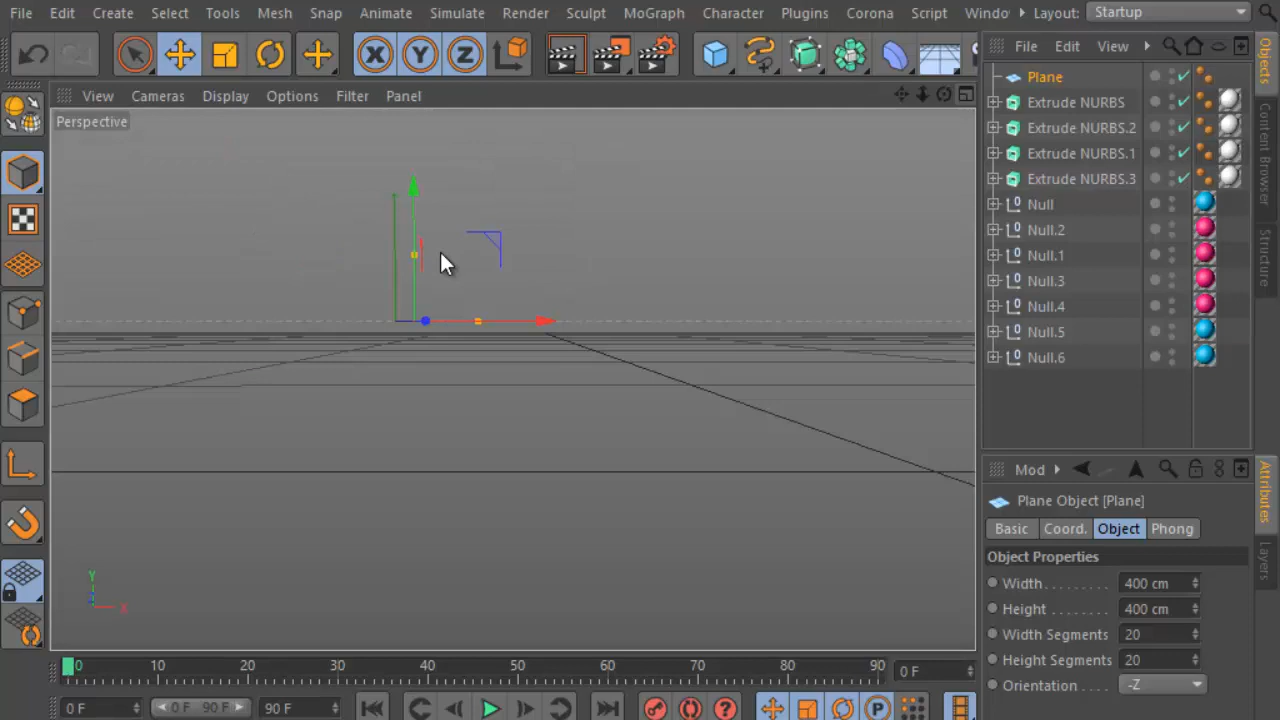 File Edit Create Select Tools Mesh Snap Animate Simulate Render Sculpt MoGraph Character Plugins Corona Script Windo Layout: Startup
X Y Z
File Edit View
View Cameras Display Options Filter Panel
Perspective
Plane
Extrude NURBS
Extrude NURBS.2
Extrude NURBS.1
Extrude NURBS.3
Null
Null.2
Null.1
Null.3
Null.4
Null.5
Null.6
Objects
Content Browser
Structure
Mod
Plane Object [Plane]
Basic Coord. Object Phong
Object Properties
Width 400 cm
Height 400 cm
Width Segments 20
Height Segments 20
Orientation -Z
Attributes
Layers
Y
X
0 10 20 30 40 50 60 70 80 90 0 F
0 F 0 F 90 F 90 F
P